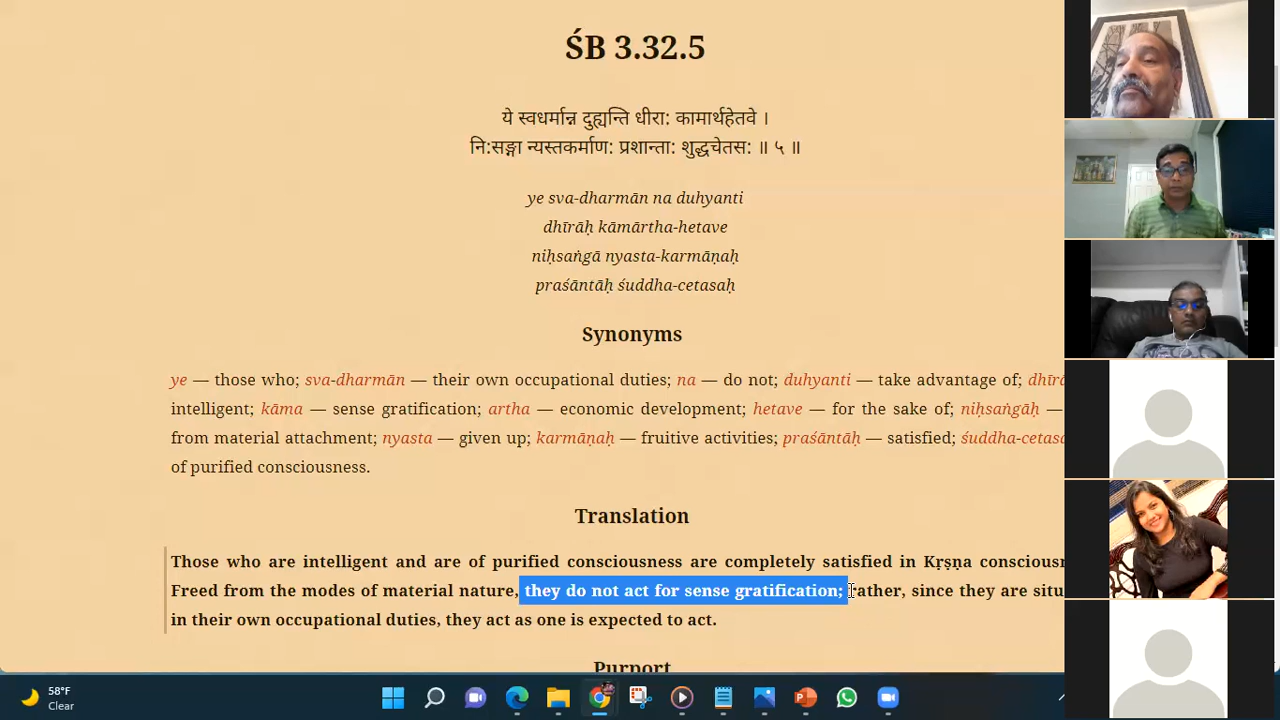 ŚB 3.32.5
ये स्वधर्मान्न दुह्यन्ति धीरा: कामार्थहेतवे ।
नि:सङ्गा न्यस्तकर्माण: प्रशान्ता: शुद्धचेतस: ॥ ५ ॥
ye sva-dharmān na duhyanti
dhīrāḥ kāmārtha-hetave
niḥsaṅgā nyasta-karmāṇaḥ
praśāntāḥ śuddha-cetasaḥ
Synonyms
ye — those who; sva-dharmān — their own occupational duties; na — do not; duhyanti — take advantage of; dhīrā
intelligent; kāma — sense gratification; artha — economic development; hetave — for the sake of; niḥsaṅgāḥ —
from material attachment; nyasta — given up; karmāṇaḥ — fruitive activities; praśāntāḥ — satisfied; śuddha-cetasa
of purified consciousness.
Translation
Those who are intelligent and are of purified consciousness are completely satisfied in Kṛṣṇa consciousn
Freed from the modes of material nature, they do not act for sense gratification; rather, since they are situ
in their own occupational duties, they act as one is expected to act.
Purport
58°F
Clear